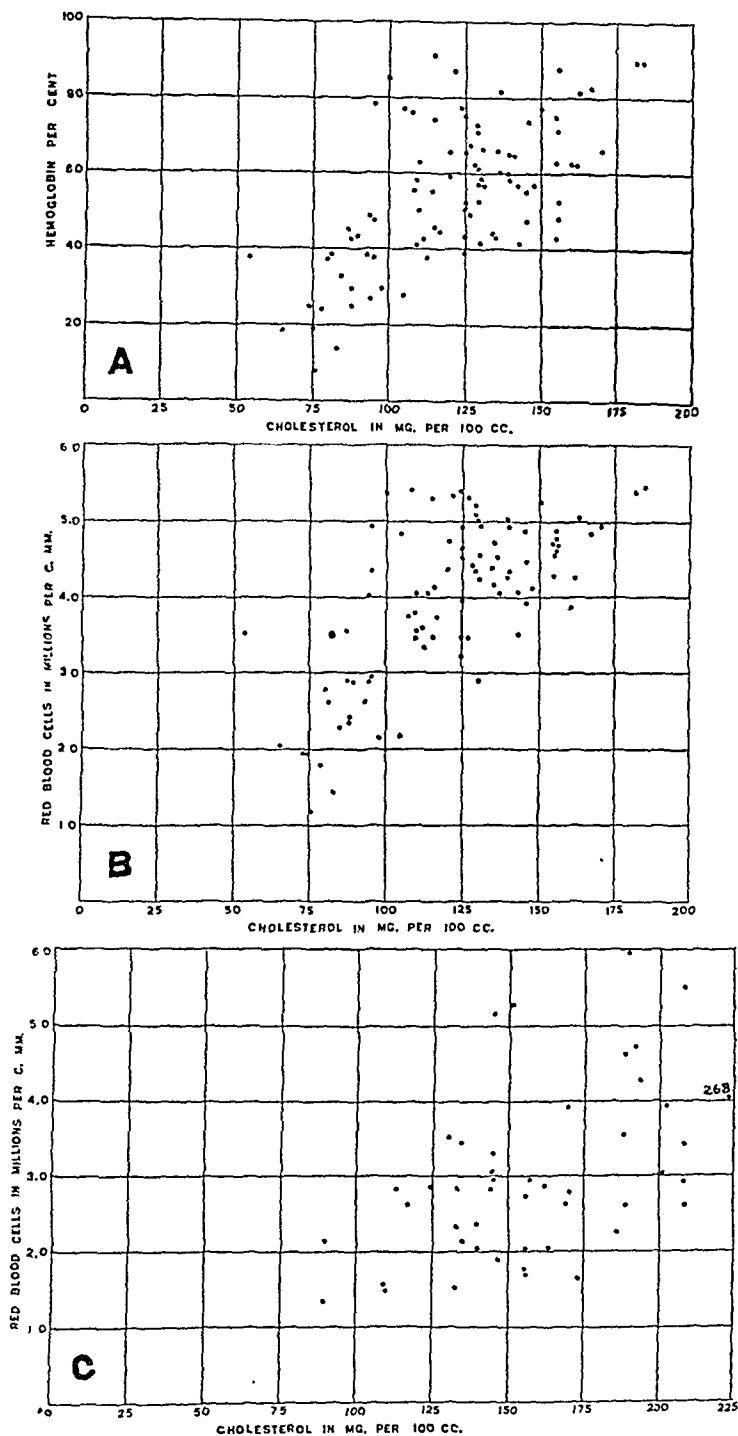 100
80
60
40
20
HEMOGLOBIN PER CENT
A
0 25 50 75 100 125 150 175 200
CHOLESTEROL IN MG. PER 100 CC.
6 0
5.0
4.0
3 0
2 0
1 0
RED BLOOD CELLS IN MILLIONS PER C. MM.
B
0 25 50 75 100 125 150 175 200
CHOLESTEROL IN MG. PER 100 CC.
6 0
5 0
4.0
3.0
2.0
1 0
RED BLOOD CELLS IN MILLIONS PER C. MM.
268
C
0 25 50 75 100 125 150 175 200 225
CHOLESTEROL IN MG. PER 100 CC.